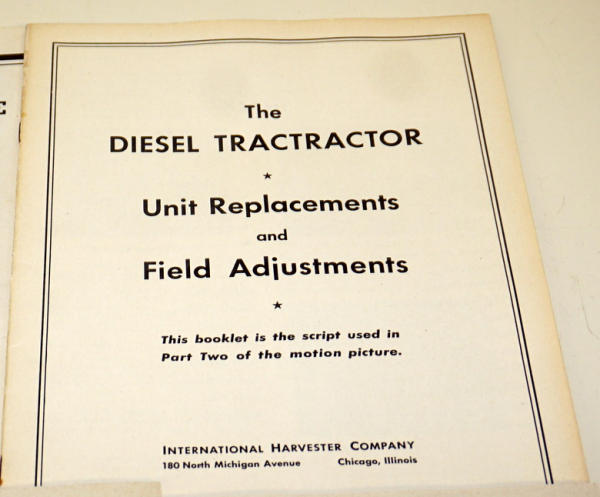 The
DIESEL TRACTRACTOR
Unit Replacements
and
Field Adjustments
This booklet is the script used in
Part Two of the motion picture.
INTERNATIONAL HARVESTER COMPANY
180 North Michigan Avenue Chicago, Illinois